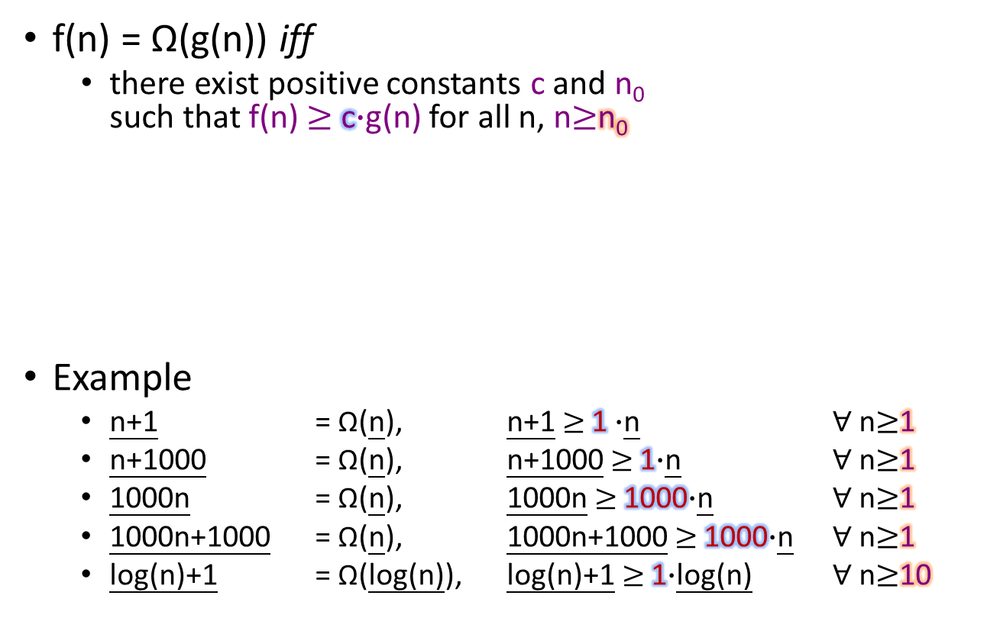 • f(n) = Ω(g(n)) iff
• there exist positive constants c and n₀
such that f(n) ≥ c·g(n) for all n, n≥n₀
• Example
• n+1 = Ω(n), n+1 ≥ 1 ·n ∀ n≥1
• n+1000 = Ω(n), n+1000 ≥ 1·n ∀ n≥1
• 1000n = Ω(n), 1000n ≥ 1000·n ∀ n≥1
• 1000n+1000 = Ω(n), 1000n+1000 ≥ 1000·n ∀ n≥1
• log(n)+1 = Ω(log(n)), log(n)+1 ≥ 1·log(n) ∀ n≥10